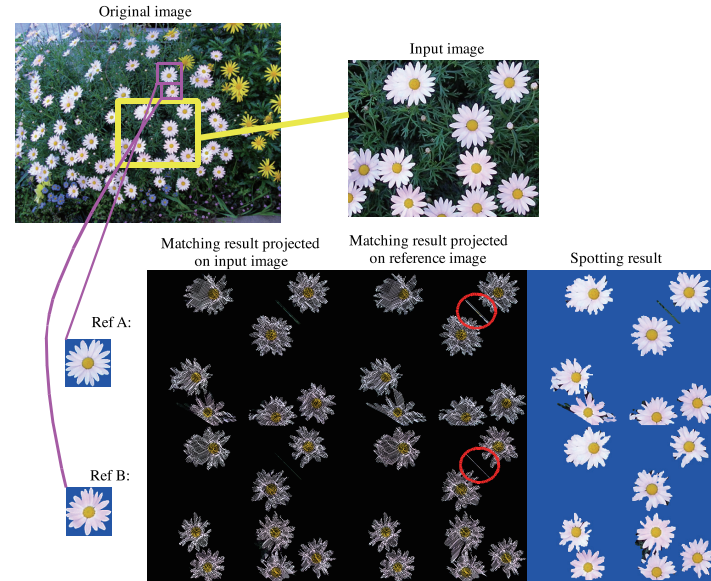 Original image
Input image
Matching result projected
on input image
Matching result projected
on reference image
Spotting result
Ref A:
Ref B: